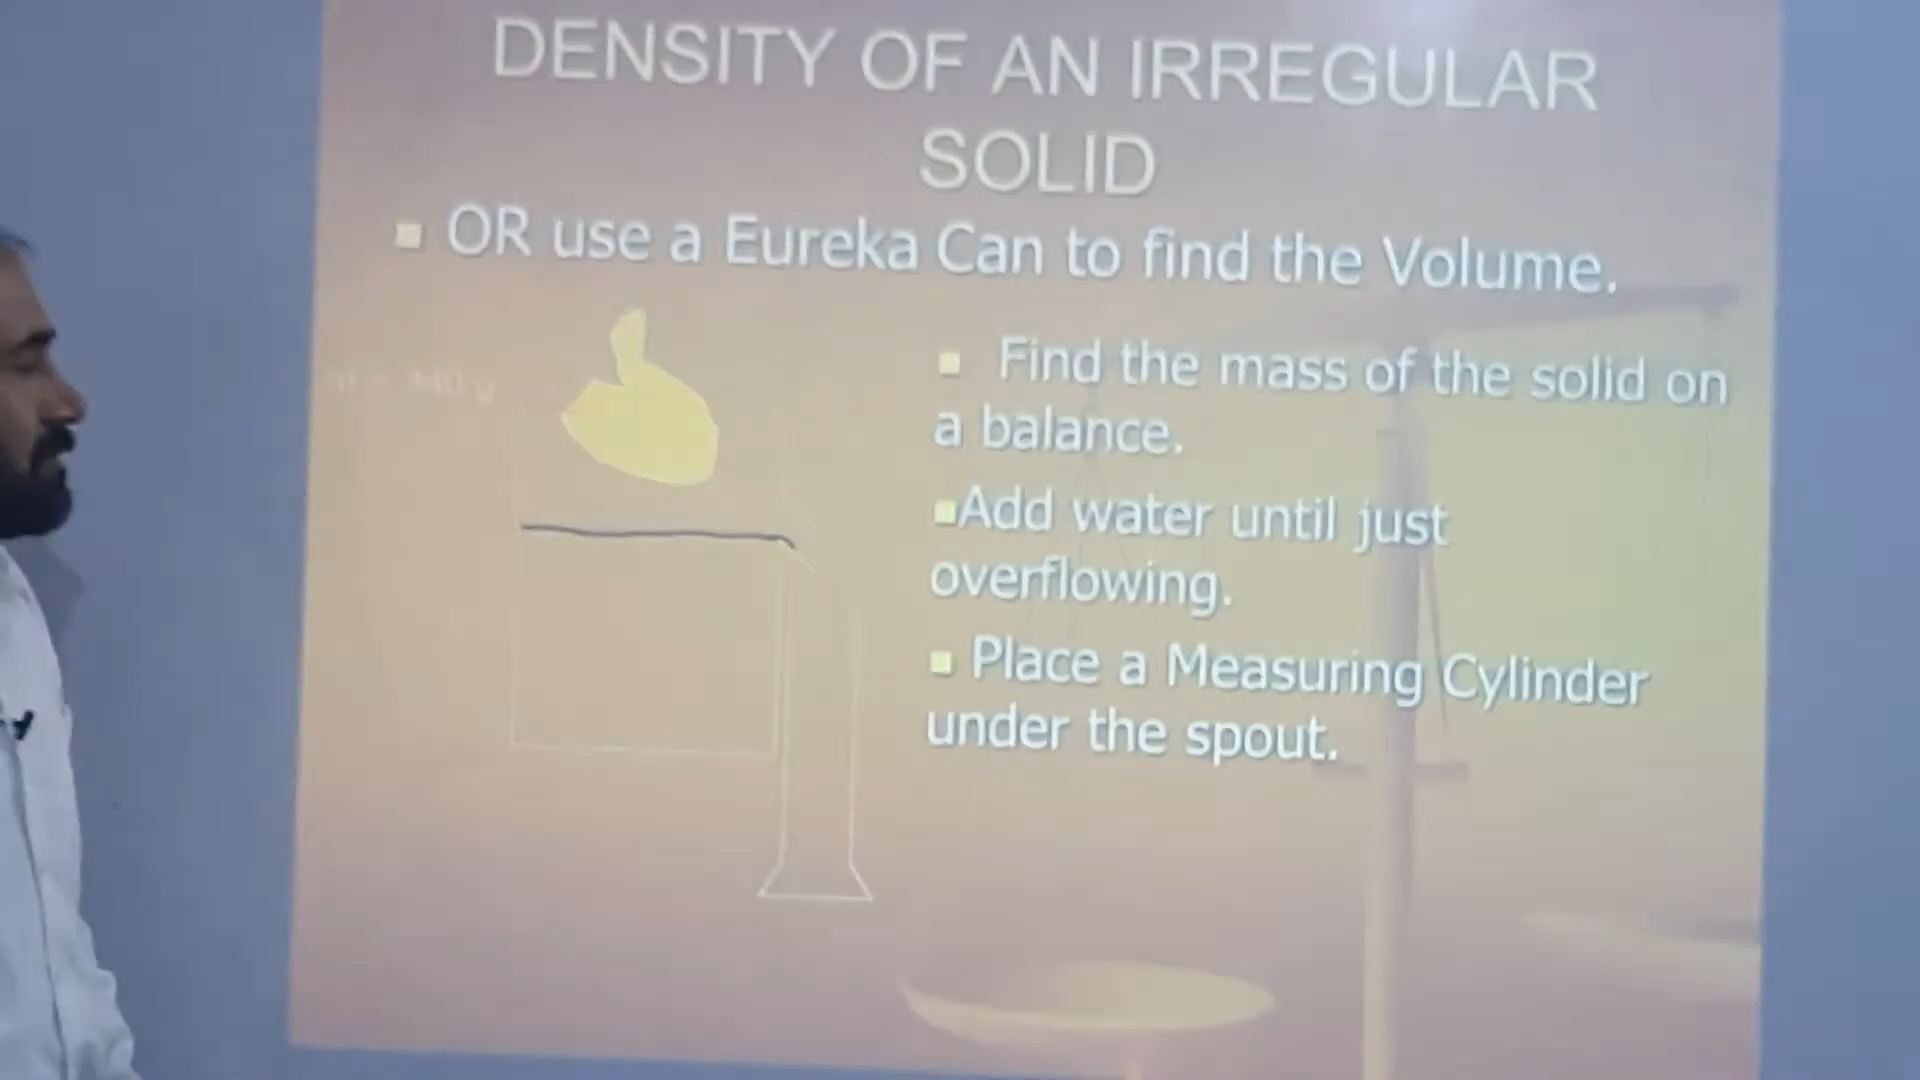 DENSITY OF AN IRREGULAR
SOLID
OR use a Eureka Can to find the Volume.
m = 340 g
Find the mass of the solid on
a balance.
Add water until just
overflowing.
Place a Measuring Cylinder
under the spout.